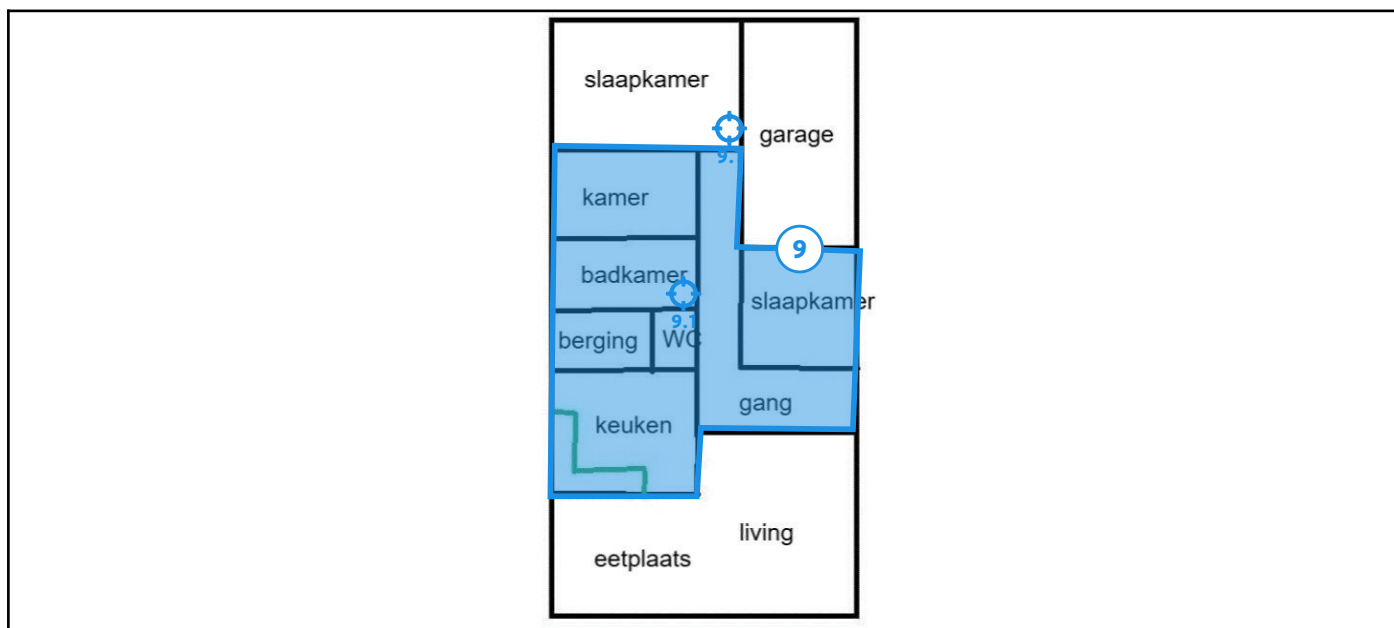 slaapkamer
garage
9.
kamer
9
badkamer
slaapkamer
9.1
berging
WC
gang
keuken
living
eetplaats